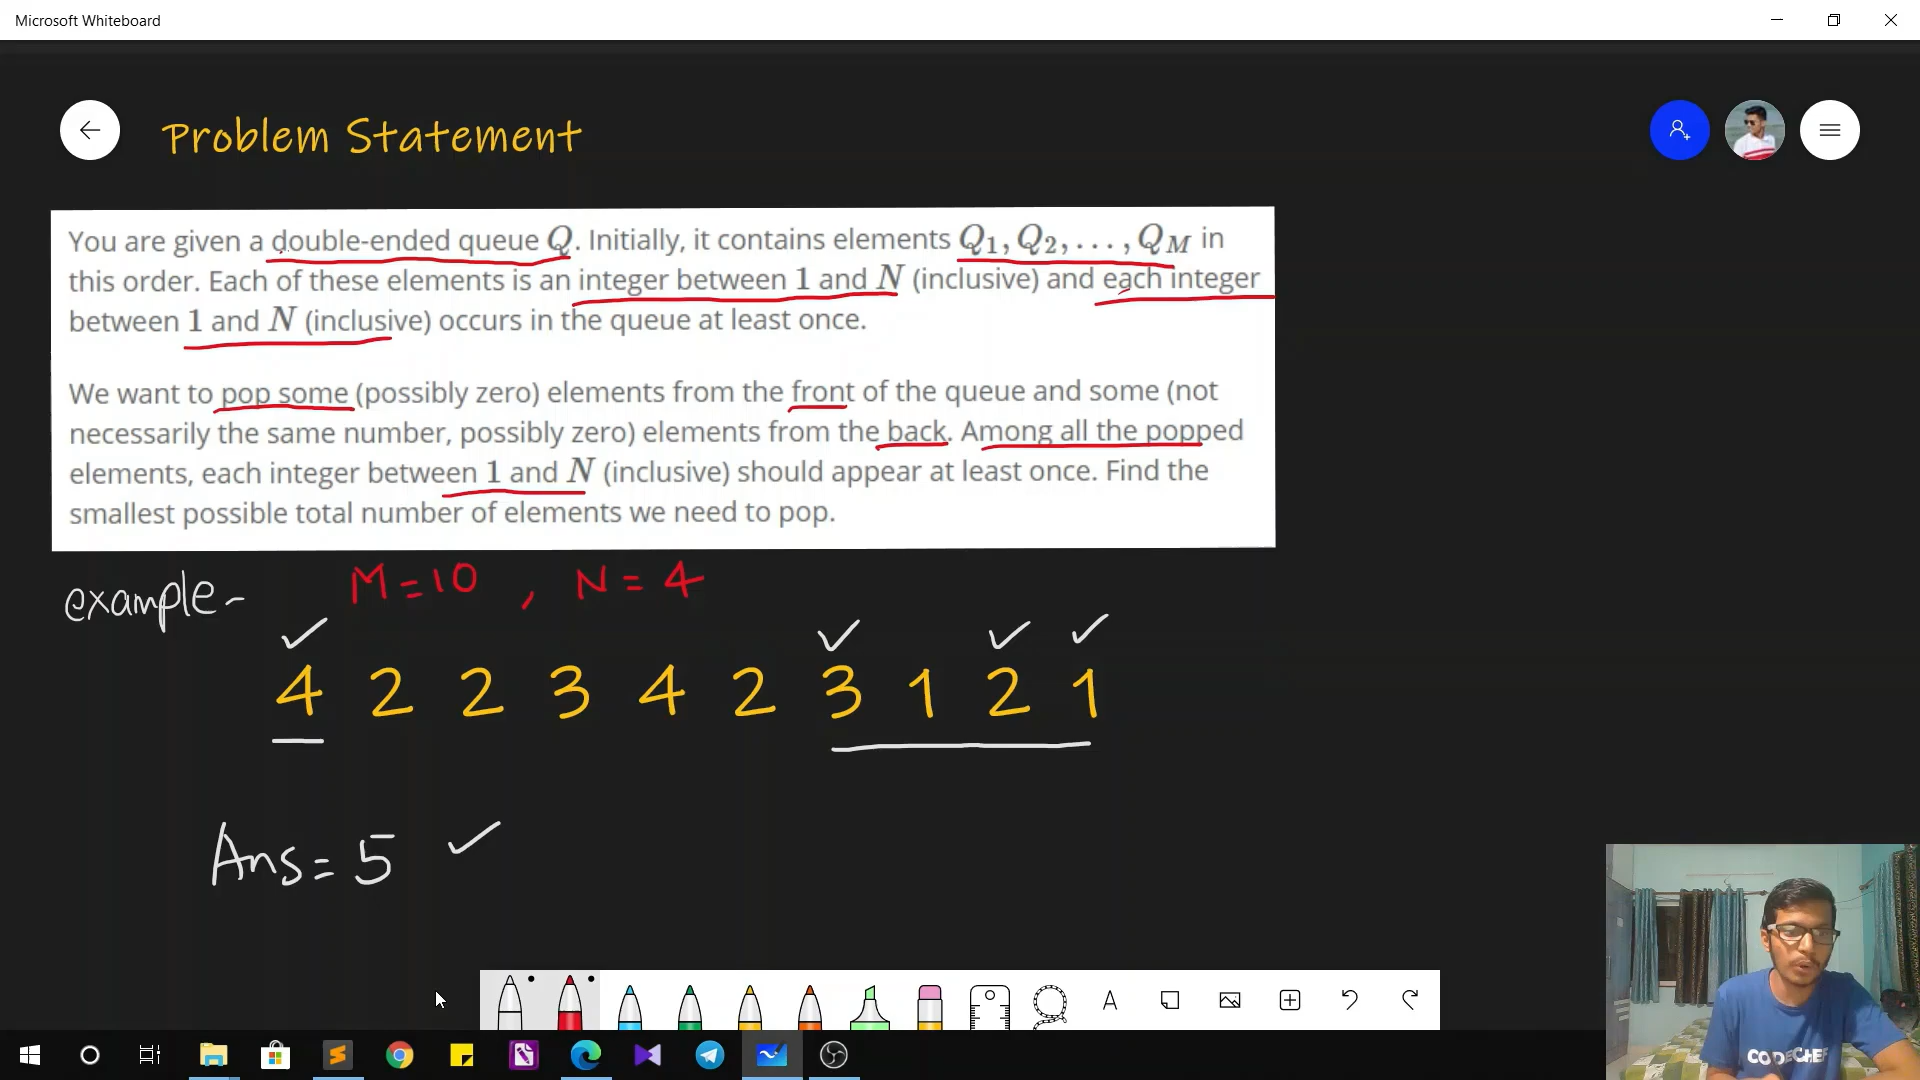 Microsoft Whiteboard
Problem Statement
You are given a double-ended queue Q. Initially, it contains elements Q₁, Q₂, …, Q_M in
this order. Each of these elements is an integer between 1 and N (inclusive) and each integer
between 1 and N (inclusive) occurs in the queue at least once.
We want to pop some (possibly zero) elements from the front of the queue and some (not
necessarily the same number, possibly zero) elements from the back. Among all the popped
elements, each integer between 1 and N (inclusive) should appear at least once. Find the
smallest possible total number of elements we need to pop.
example- M=10 , N=4
4 2 2 3 4 2 3 1 2 1
Ans=5
A
CODECHEF